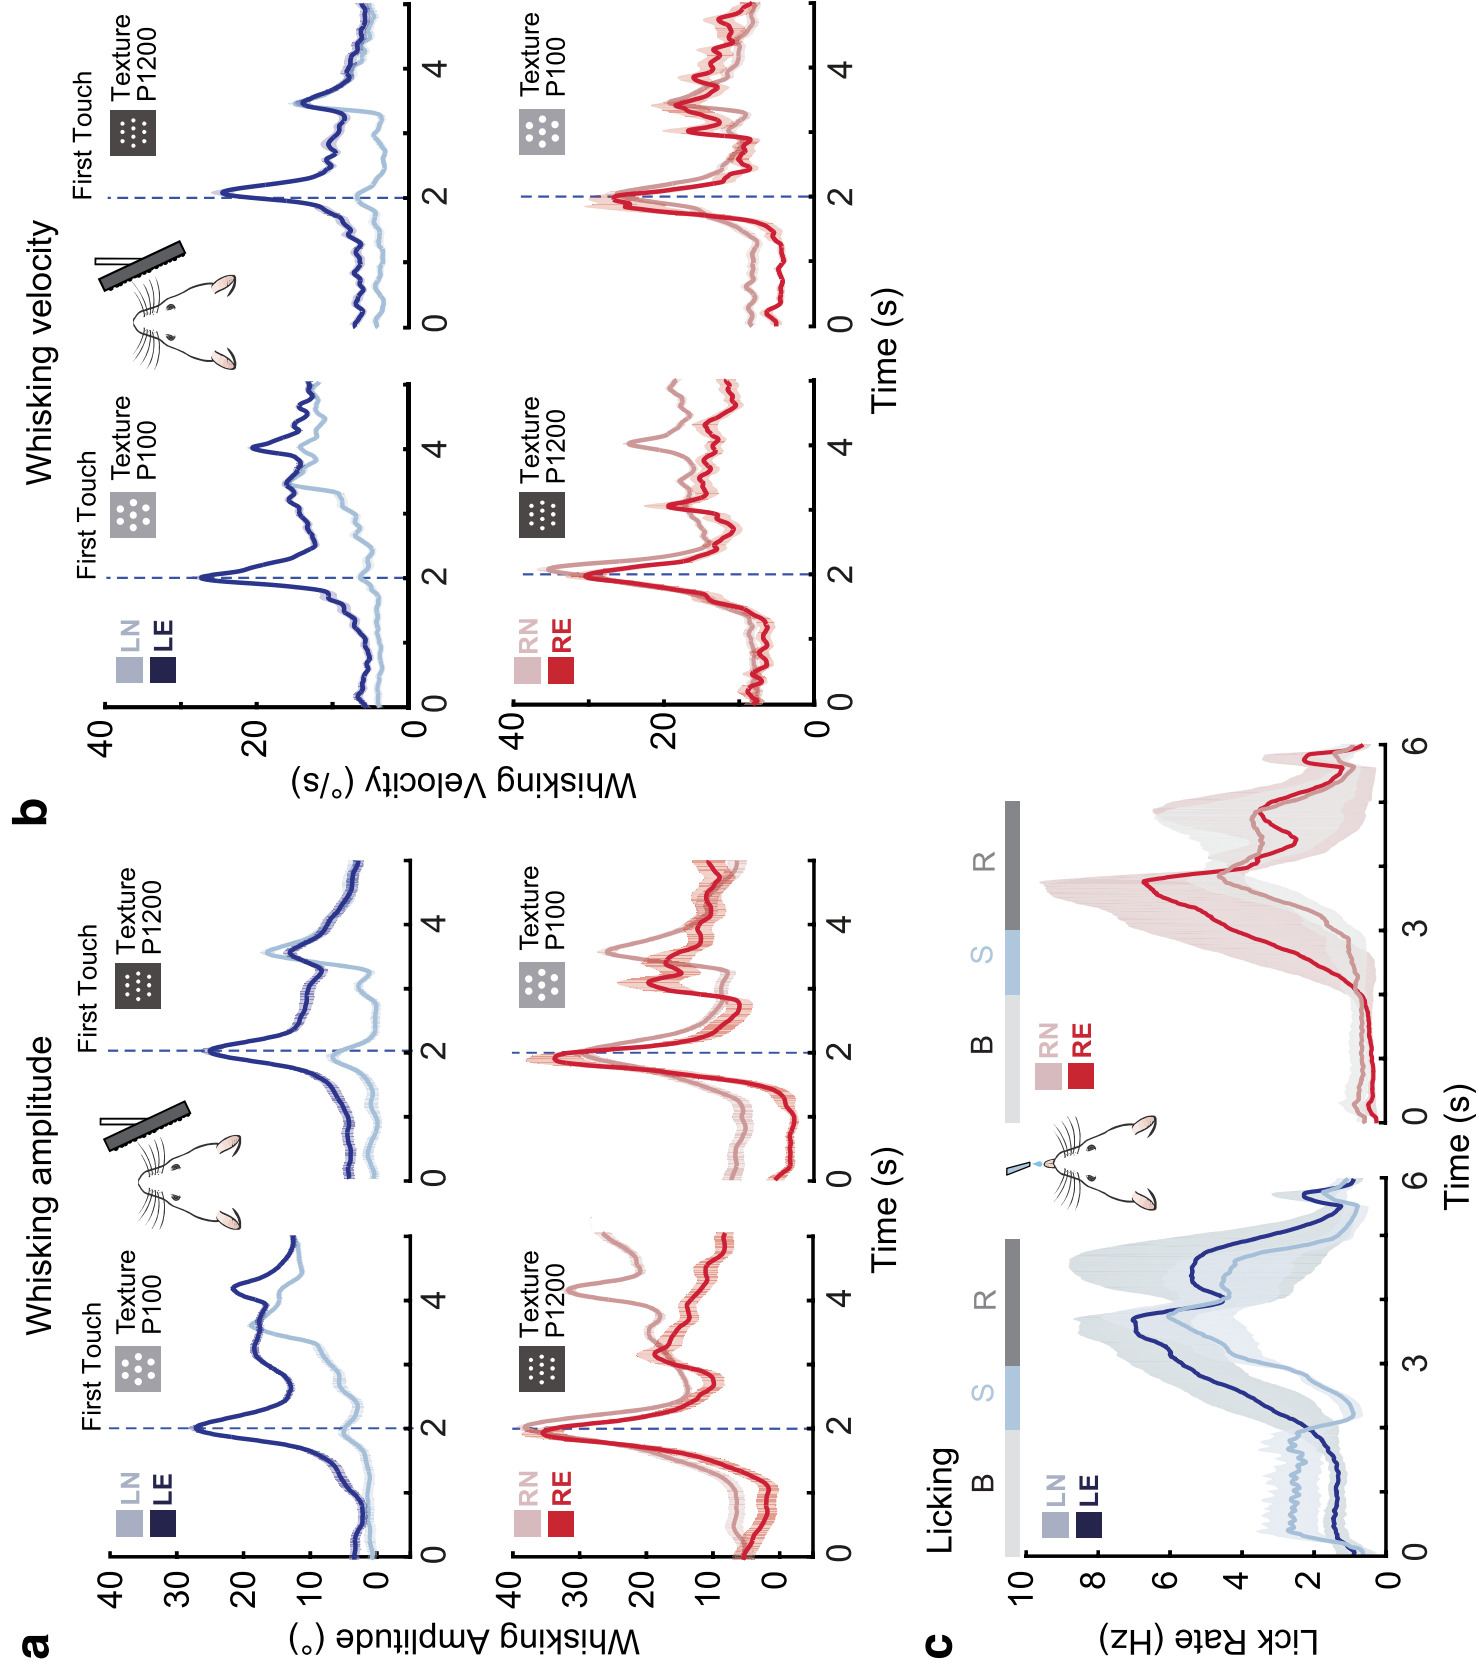 a
Whisking amplitude
Whisking Amplitude (°)
First Touch
Texture
P100
LN
LE
40
30
20
10
0
0
2
4
First Touch
Texture
P1200
0
2
4
RN
RE
Texture
P1200
40
30
20
10
0
0
2
4
Texture
P100
0
2
4
Time (s)
b
Whisking velocity
Whisking Velocity (°/s)
First Touch
Texture
P100
LN
LE
40
20
0
0
2
4
First Touch
Texture
P1200
0
2
4
RN
RE
Texture
P1200
40
20
0
0
2
4
Texture
P100
0
2
4
Time (s)
c
Licking
Lick Rate (Hz)
B
S
R
LN
LE
10
8
6
4
2
0
0
3
6
B
S
R
RN
RE
0
3
6
Time (s)